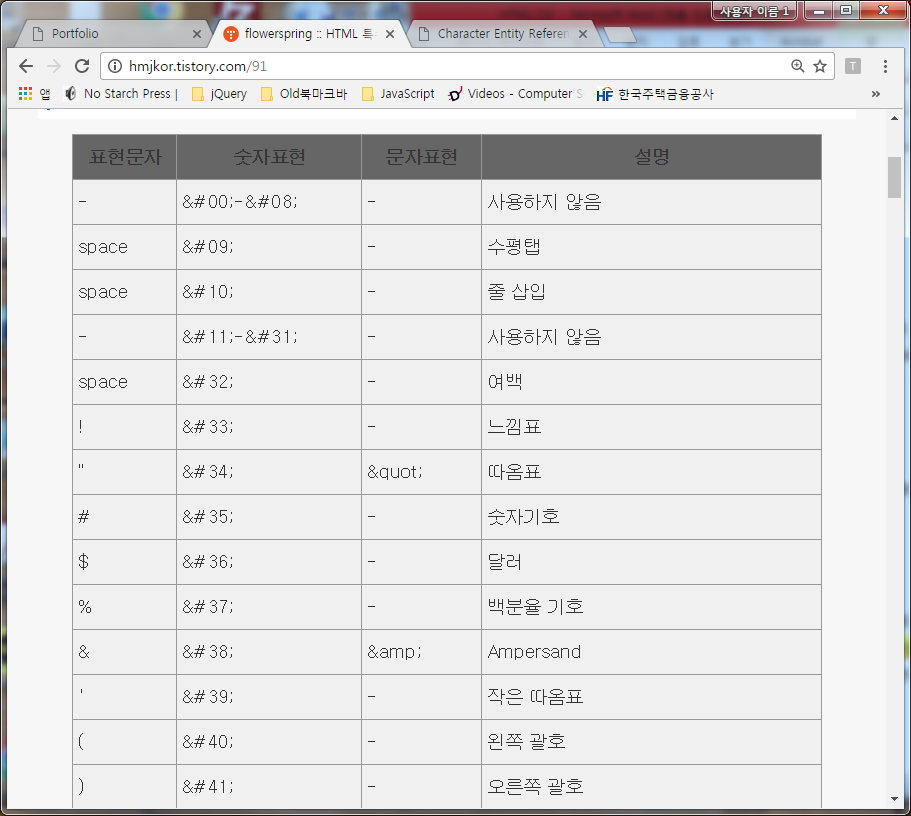 사용자 이름 1
Portfolio
flowerspring :: HTML 특
Character Entity Referen
hmjkor.tistory.com/91
T
앱 No Starch Press | jQuery Old북마크바 JavaScript Videos - Computer S HF 한국주택금융공사 »
표현문자 숫자표현 문자표현 설명
- &#00;-&#08; - 사용하지 않음
space &#09; - 수평탭
space &#10; - 줄 삽입
- &#11;-&#31; - 사용하지 않음
space &#32; - 여백
! &#33; - 느낌표
" &#34; &quot; 따옴표
# &#35; - 숫자기호
$ &#36; - 달러
% &#37; - 백분율 기호
& &#38; &amp; Ampersand
' &#39; - 작은 따옴표
( &#40; - 왼쪽 괄호
) &#41; - 오른쪽 괄호